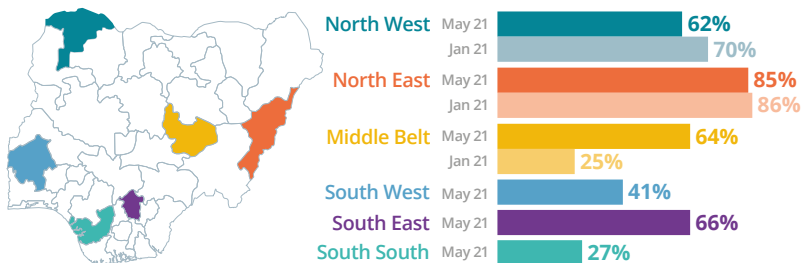 North West May 21 62%
Jan 21 70%
North East May 21 85%
Jan 21 86%
Middle Belt May 21 64%
Jan 21 25%
South West May 21 41%
South East May 21 66%
South South May 21 27%